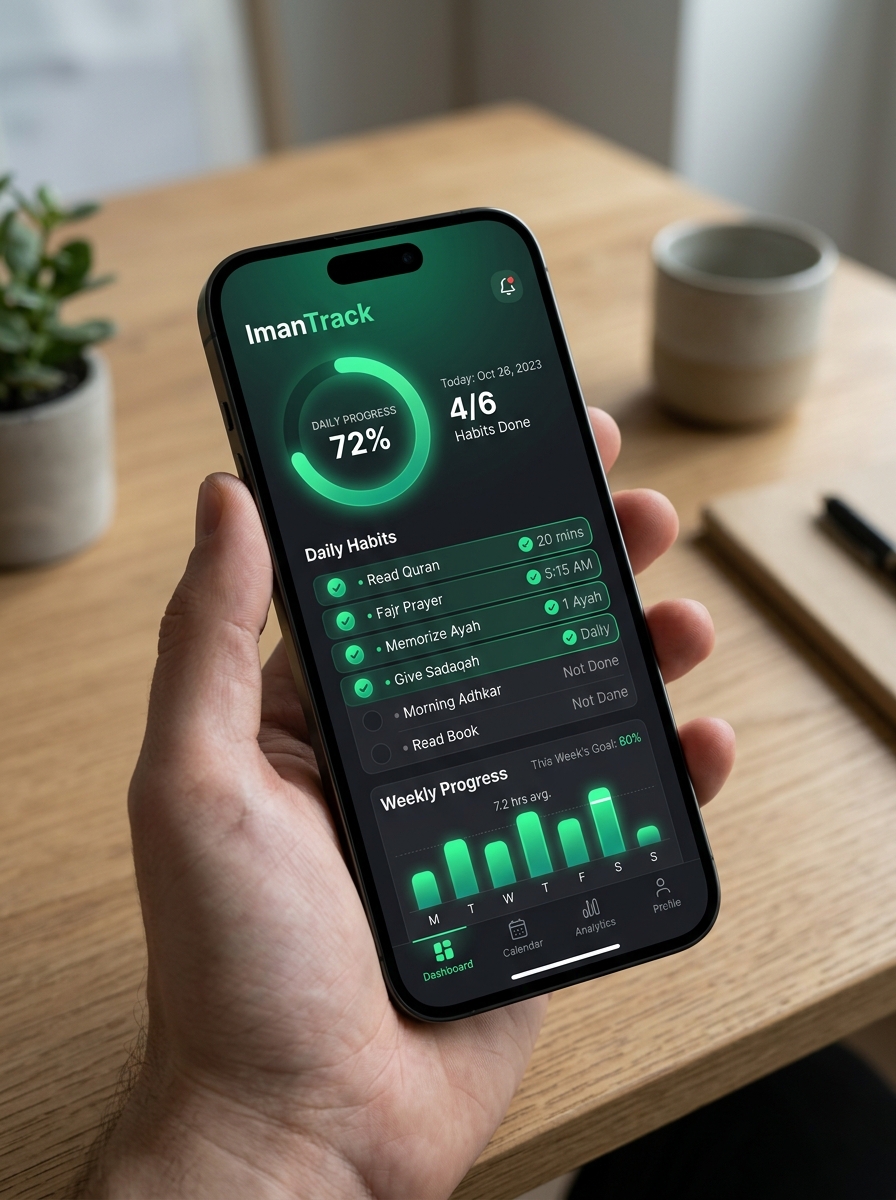 ImanTrack
DAILY PROGRESS
72%
Today: Oct 26, 2023
4/6
Habits Done
Daily Habits
• Read Quran 20 mins
• Fajr Prayer 5:15 AM
• Memorize Ayah 1 Ayah
• Give Sadaqah Daily
• Morning Adhkar Not Done
• Read Book Not Dane
Weekly Progress This Week's Goal: 80%
7.2 hrs avg.
M T W T F S S
Dashboard Calendar Analytics Profile